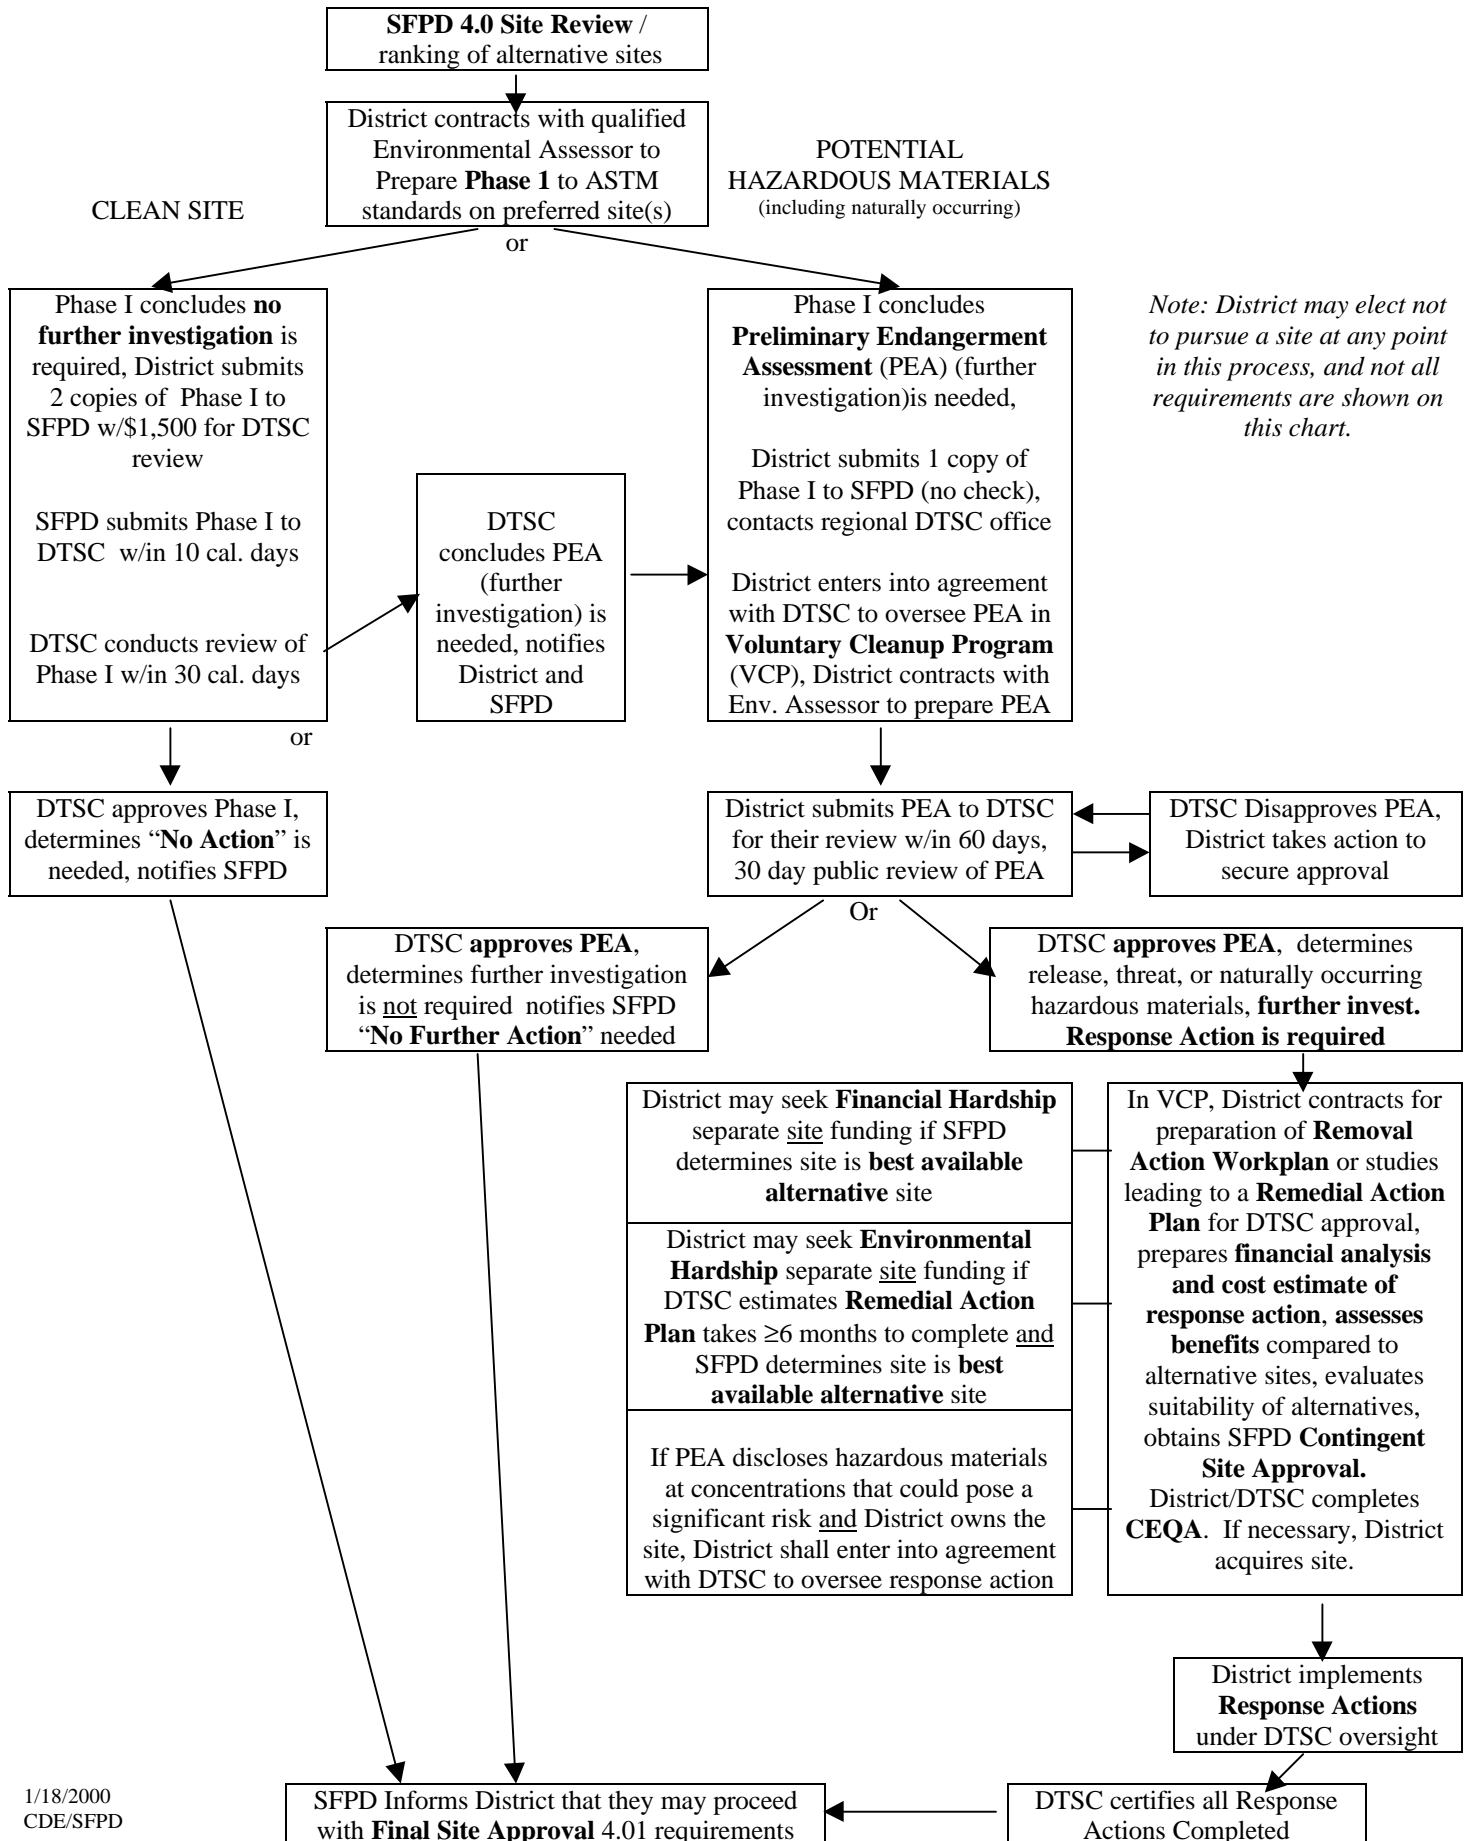 SFPD 4.0 Site Review /
ranking of alternative sites
District contracts with qualified
Environmental Assessor to
Prepare Phase 1 to ASTM
standards on preferred site(s)
CLEAN SITE
POTENTIAL
HAZARDOUS MATERIALS
(including naturally occurring)
or
Phase I concludes no
further investigation is
required, District submits
2 copies of Phase I to
SFPD w/$1,500 for DTSC
review
SFPD submits Phase I to
DTSC w/in 10 cal. days
DTSC conducts review of
Phase I w/in 30 cal. days
DTSC
concludes PEA
(further
investigation) is
needed, notifies
District and
SFPD
Phase I concludes
Preliminary Endangerment
Assessment (PEA) (further
investigation)is needed,
District submits 1 copy of
Phase I to SFPD (no check),
contacts regional DTSC office
District enters into agreement
with DTSC to oversee PEA in
Voluntary Cleanup Program
(VCP), District contracts with
Env. Assessor to prepare PEA
Note: District may elect not
to pursue a site at any point
in this process, and not all
requirements are shown on
this chart.
or
DTSC approves Phase I,
determines “No Action” is
needed, notifies SFPD
District submits PEA to DTSC
for their review w/in 60 days,
30 day public review of PEA
DTSC Disapproves PEA,
District takes action to
secure approval
Or
DTSC approves PEA,
determines further investigation
is not required notifies SFPD
“No Further Action” needed
DTSC approves PEA, determines
release, threat, or naturally occurring
hazardous materials, further invest.
Response Action is required
District may seek Financial Hardship
separate site funding if SFPD
determines site is best available
alternative site
District may seek Environmental
Hardship separate site funding if
DTSC estimates Remedial Action
Plan takes ≥6 months to complete and
SFPD determines site is best
available alternative site
If PEA discloses hazardous materials
at concentrations that could pose a
significant risk and District owns the
site, District shall enter into agreement
with DTSC to oversee response action
In VCP, District contracts for
preparation of Removal
Action Workplan or studies
leading to a Remedial Action
Plan for DTSC approval,
prepares financial analysis
and cost estimate of
response action, assesses
benefits compared to
alternative sites, evaluates
suitability of alternatives,
obtains SFPD Contingent
Site Approval.
District/DTSC completes
CEQA. If necessary, District
acquires site.
District implements
Response Actions
under DTSC oversight
1/18/2000
CDE/SFPD
SFPD Informs District that they may proceed
with Final Site Approval 4.01 requirements
DTSC certifies all Response
Actions Completed